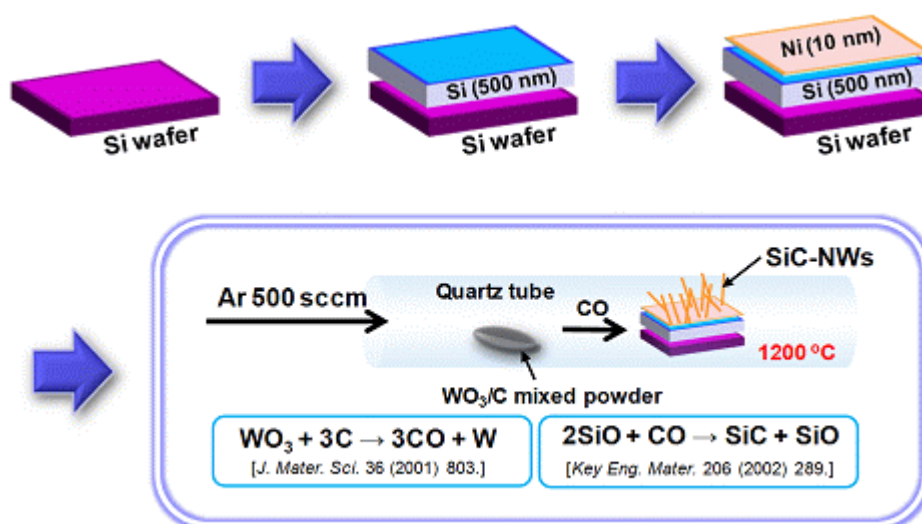 Si wafer
Si (500 nm)
Si wafer
Ni (10 nm)
Si (500 nm)
Si wafer
SiC-NWs
Ar 500 sccm
Quartz tube
CO
1200 ºC
WO₃/C mixed powder
WO₃ + 3C → 3CO + W
[J. Mater. Sci. 36 (2001) 803.]
2SiO + CO → SiC + SiO
[Key Eng. Mater. 206 (2002) 289.]